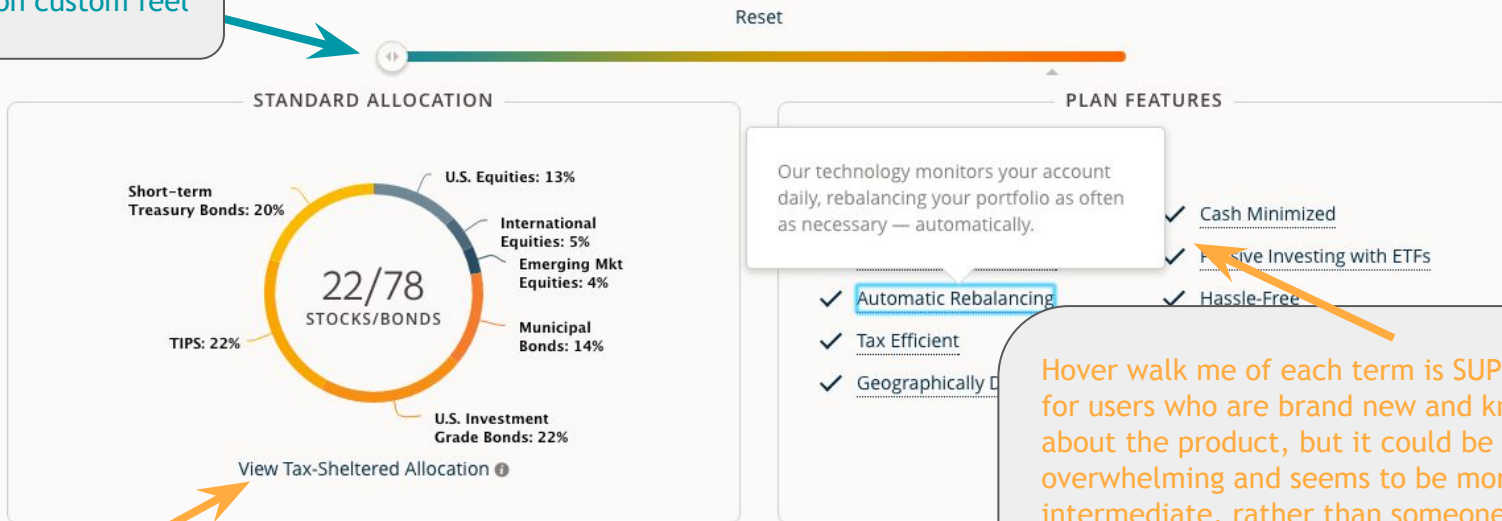 on custom feel
Reset
STANDARD ALLOCATION
Short-term
Treasury Bonds: 20%
U.S. Equities: 13%
International
Equities: 5%
Emerging Mkt
Equities: 4%
22/78
STOCKS/BONDS
TIPS: 22%
Municipal
Bonds: 14%
U.S. Investment
Grade Bonds: 22%
View Tax-Sheltered Allocation
PLAN FEATURES
Our technology monitors your account
daily, rebalancing your portfolio as often
as necessary — automatically.
Automatic Rebalancing
Tax Efficient
Geographically
Cash Minimized
Investing with ETFs
Hassle-Free
Hover walk me of each term is
for users who are brand new and
about the product, but it could be
overwhelming and seems to be
intermediate, rather than someone